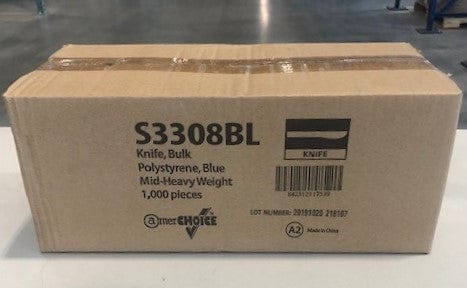 S3308BL
Knife, Bulk
Polystyrene, Blue
Mid-Heavy Weight
1,000 pieces
amerCHOICE
KNIFE
LOT NUMBER: 20191020 218107
A2 Made in China